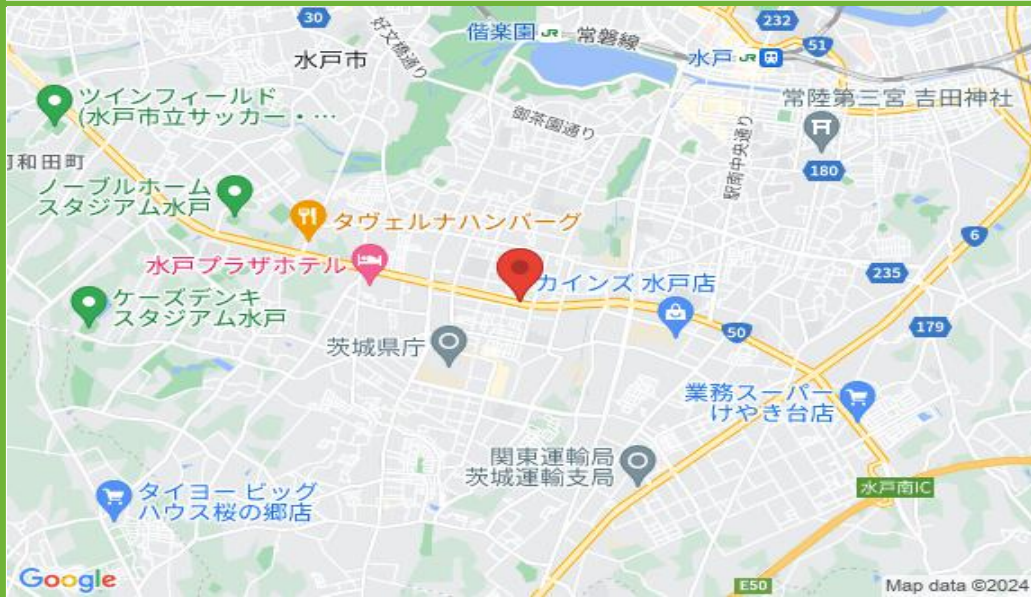 30
232
偕楽園
JR
常磐線
51
水戸市
好文橋通り
水戸
JR
ツインフィールド
(水戸市立サッカー・…
常陸第三宮 吉田神社
御茶園通り
駅南中央通り
和田町
180
ノーブルホーム
スタジアム水戸
タヴェルナハンバーグ
6
水戸プラザホテル
カインズ 水戸店
235
ケーズデンキ
スタジアム水戸
179
50
茨城県庁
業務スーパー
けやき台店
関東運輸局
茨城運輸支局
水戸南IC
タイヨー ビッグ
ハウス桜の郷店
Google
E50
Map data ©2024